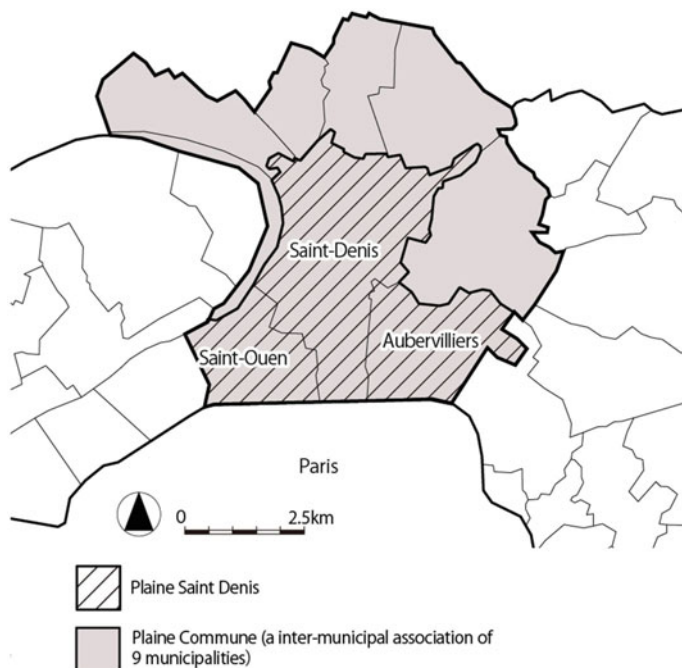 Saint-Denis
Aubervilliers
Saint-Ouen
Paris
0 2.5km
Plaine Saint Denis
Plaine Commune (a inter-municipal association of
9 municipalities)